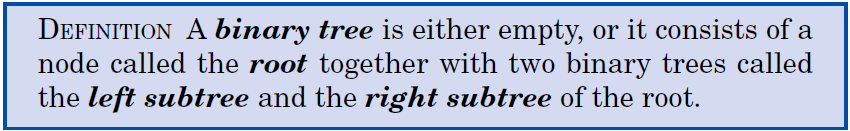 DEFINITION A binary tree is either empty, or it consists of a
node called the root together with two binary trees called
the left subtree and the right subtree of the root.